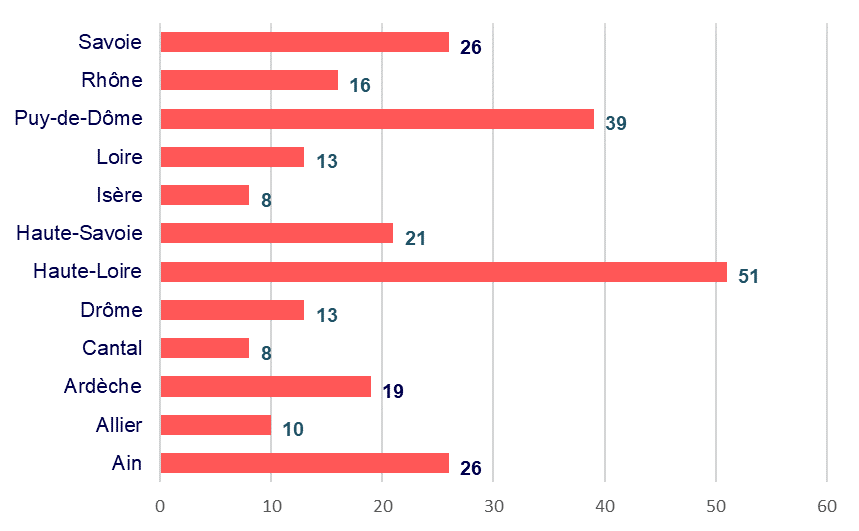 Savoie 26
Rhône 16
Puy-de-Dôme 39
Loire 13
Isère 8
Haute-Savoie 21
Haute-Loire 51
Drôme 13
Cantal 8
Ardèche 19
Allier 10
Ain 26
0 10 20 30 40 50 60